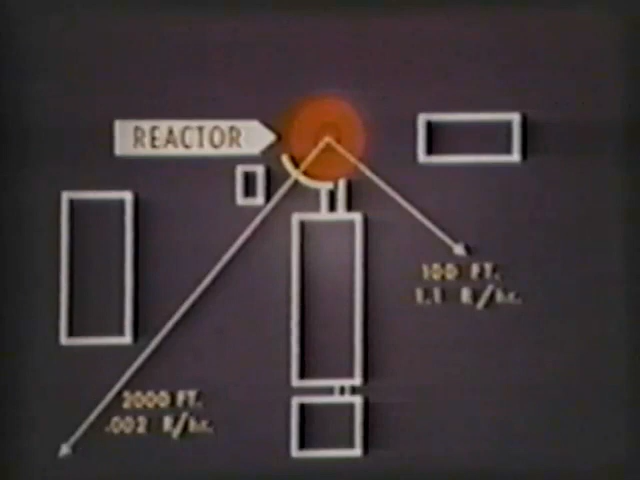 REACTOR
100 FT.
1.1 R/hr.
2000 FT.
.002 R/hr.